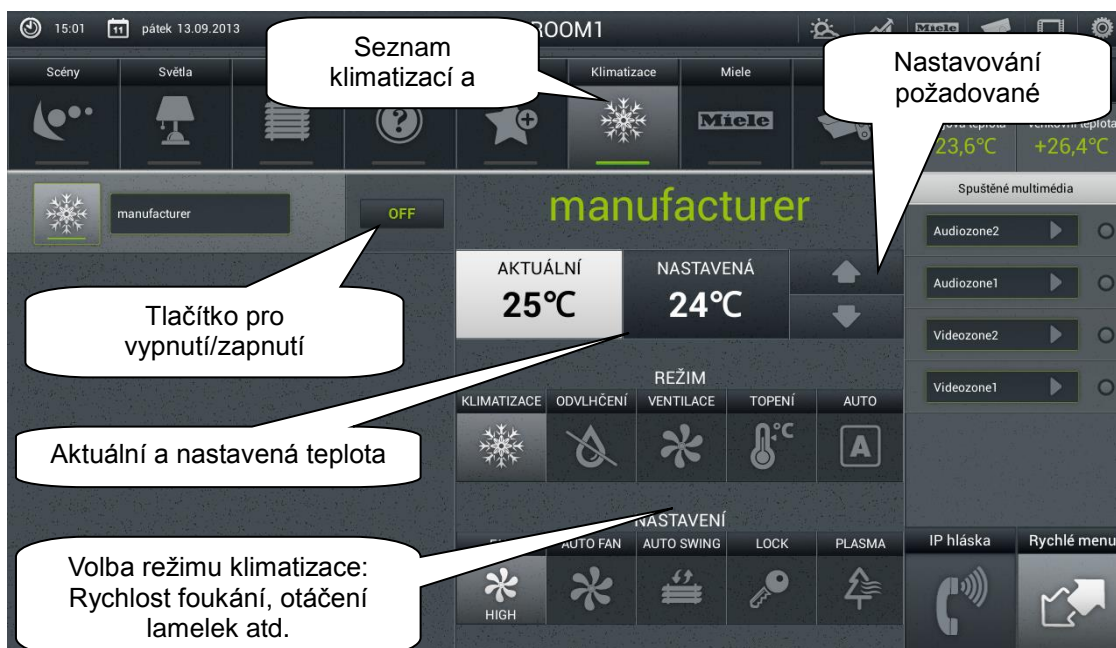 15:01 11 pátek 13.09.2013 ROOM1 Miele
Seznam
klimatizací a
Nastavování
požadované
Scény Světla Klimatizace Miele
Miele
23,6°C +26,4°C
Spuštěné multimédia
manufacturer OFF
manufacturer
Audiozone2
Audiozone1
Videozone2
Videozone1
AKTUÁLNÍ NASTAVENÁ
25°C 24°C
Tlačítko pro
vypnutí/zapnutí
Aktuální a nastavená teplota
REŽIM
KLIMATIZACE ODVLHČENÍ VENTILACE TOPENÍ AUTO
°C A
Volba režimu klimatizace:
Rychlost foukání, otáčení
lamelek atd.
NASTAVENÍ
AUTO FAN AUTO SWING LOCK PLASMA
HIGH
IP hláska Rychlé menu